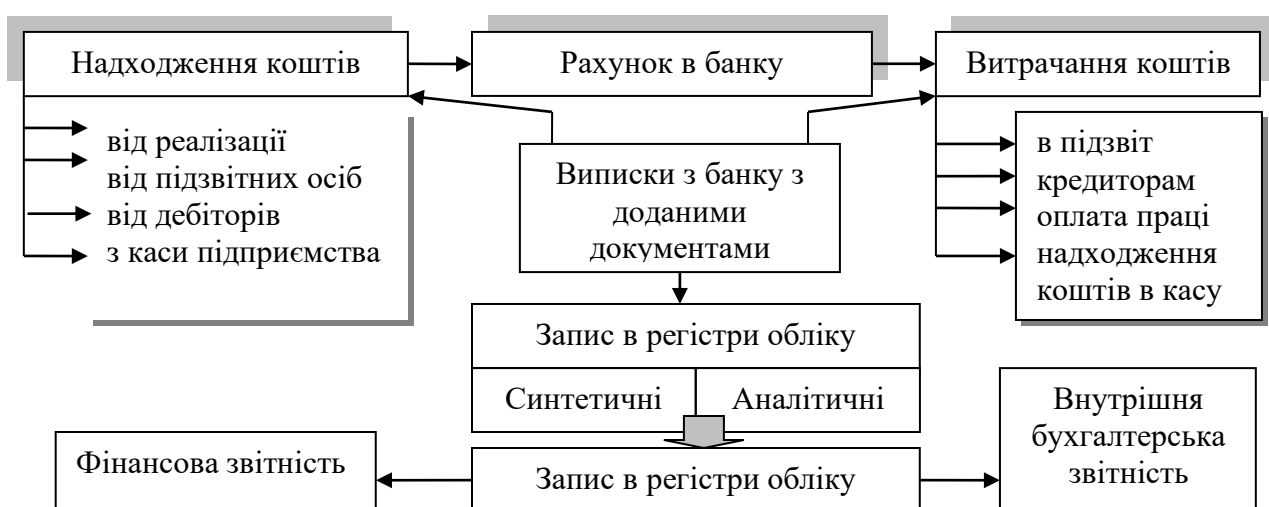 Надходження коштів
Рахунок в банку
Витрачання коштів
від реалізації
від підзвітних осіб
від дебіторів
з каси підприємства
Виписки з банку з
доданими
документами
в підзвіт
кредиторам
оплата праці
надходження
коштів в касу
Запис в регістри обліку
Синтетичні
Аналітичні
Фінансова звітність
Запис в регістри обліку
Внутрішня
бухгалтерська
звітність